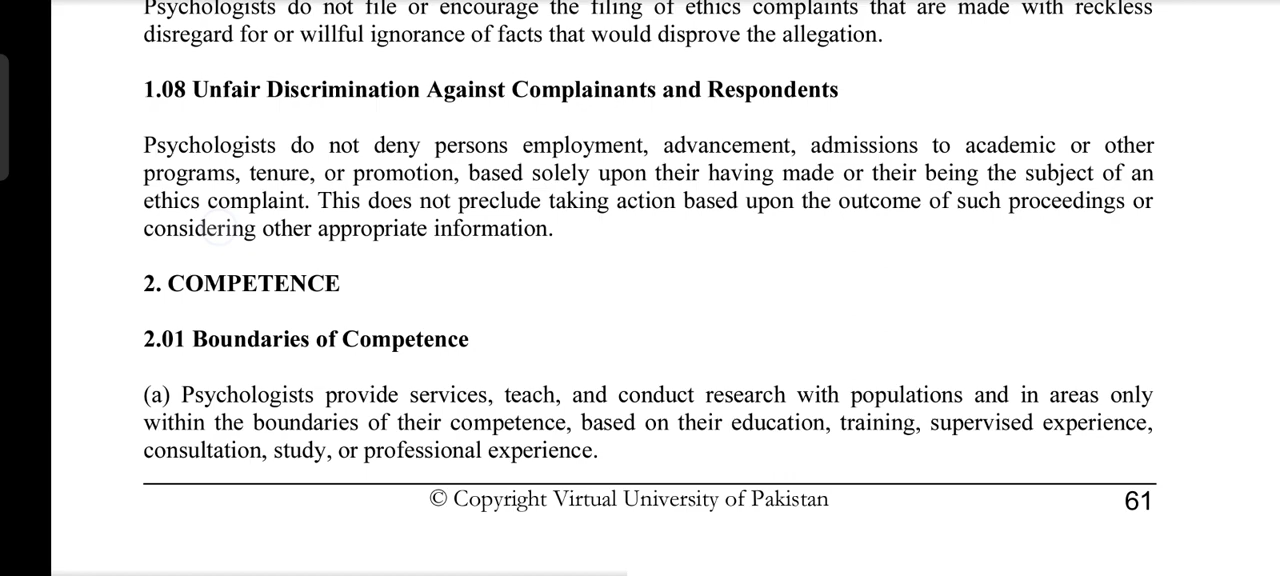 Psychologists do not file or encourage the filing of ethics complaints that are made with reckless
disregard for or willful ignorance of facts that would disprove the allegation.
1.08 Unfair Discrimination Against Complainants and Respondents
Psychologists do not deny persons employment, advancement, admissions to academic or other
programs, tenure, or promotion, based solely upon their having made or their being the subject of an
ethics complaint. This does not preclude taking action based upon the outcome of such proceedings or
considering other appropriate information.
2. COMPETENCE
2.01 Boundaries of Competence
(a) Psychologists provide services, teach, and conduct research with populations and in areas only
within the boundaries of their competence, based on their education, training, supervised experience,
consultation, study, or professional experience.
© Copyright Virtual University of Pakistan 61